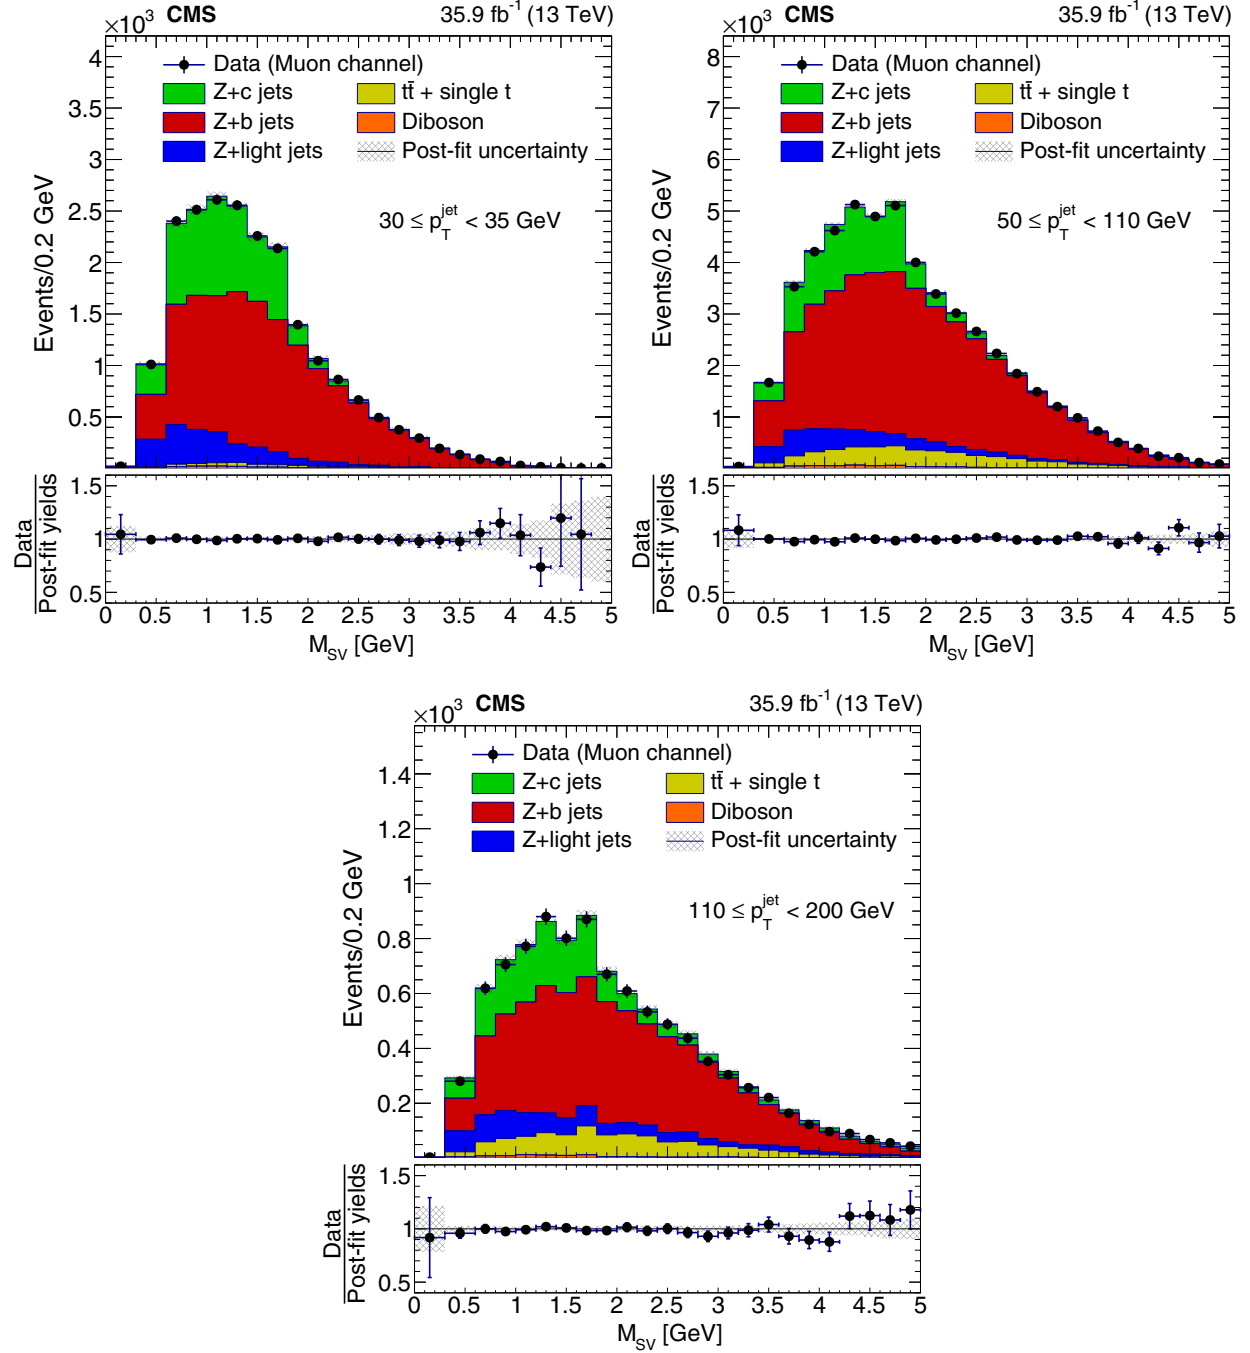 ×10³ CMS 35.9 fb⁻¹ (13 TeV)
Data (Muon channel)
Z+c jets tt̄ + single t
Z+b jets Diboson
Z+light jets Post-fit uncertainty
30 ≤ p_T^jet < 35 GeV
Events/0.2 GeV
4
3.5
3
2.5
2
1.5
1
0.5
Data
Post-fit yields
1.5
1
0.5
0 0.5 1 1.5 2 2.5 3 3.5 4 4.5 5
M_SV [GeV]
×10³ CMS 35.9 fb⁻¹ (13 TeV)
Data (Muon channel)
Z+c jets tt̄ + single t
Z+b jets Diboson
Z+light jets Post-fit uncertainty
50 ≤ p_T^jet < 110 GeV
Events/0.2 GeV
8
7
6
5
4
3
2
1
Data
Post-fit yields
1.5
1
0.5
0 0.5 1 1.5 2 2.5 3 3.5 4 4.5 5
M_SV [GeV]
×10³ CMS 35.9 fb⁻¹ (13 TeV)
Data (Muon channel)
Z+c jets tt̄ + single t
Z+b jets Diboson
Z+light jets Post-fit uncertainty
110 ≤ p_T^jet < 200 GeV
Events/0.2 GeV
1.4
1.2
1
0.8
0.6
0.4
0.2
Data
Post-fit yields
1.5
1
0.5
0 0.5 1 1.5 2 2.5 3 3.5 4 4.5 5
M_SV [GeV]